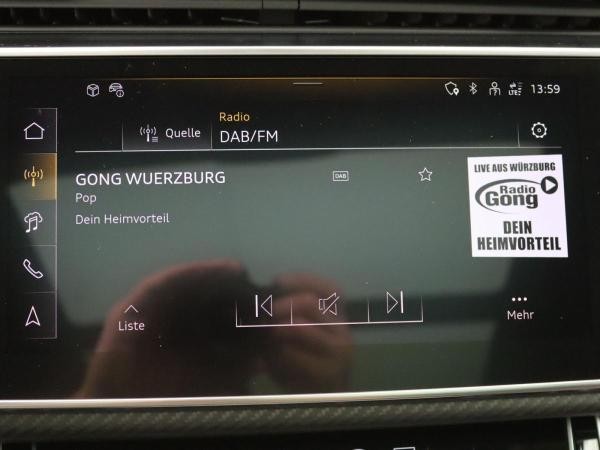 LTE
13:59
Radio
Quelle
DAB/FM
GONG WUERZBURG
DAB
Pop
Dein Heimvorteil
LIVE AUS WÜRZBURG
Radio
Gong
DEIN
HEIMVORTEIL
Liste
Mehr